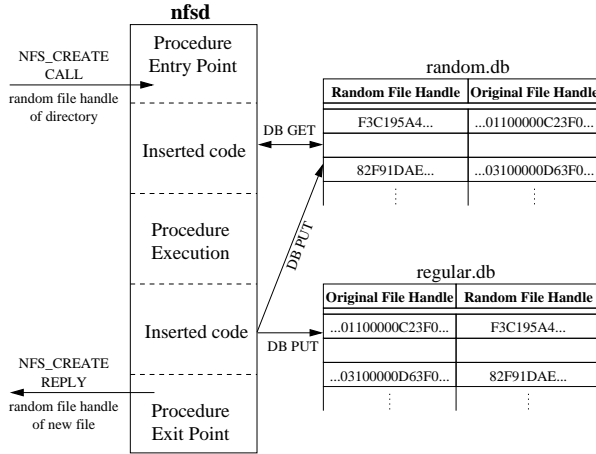 nfsd
NFS_CREATE
CALL
random file handle
of directory
Procedure
Entry Point
Inserted code
Procedure
Execution
Inserted code
Procedure
Exit Point
NFS_CREATE
REPLY
random file handle
of new file
DB GET
DB PUT
DB PUT
random.db
Random File Handle Original File Handle
F3C195A4... ...01100000C23F0...
82F91DAE... ...03100000D63F0...
regular.db
Original File Handle Random File Handle
...01100000C23F0... F3C195A4...
...03100000D63F0... 82F91DAE...